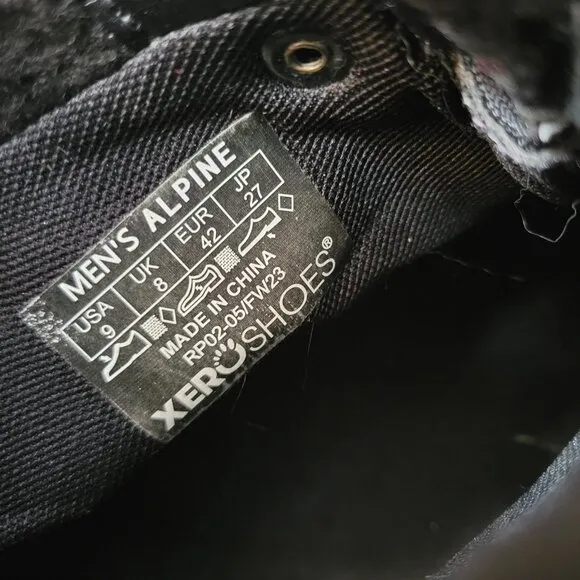 MEN'S ALPINE
USA UK EUR JP
9 8 42 27
MADE IN CHINA
RP02-05/FW23
XEROSHOES®